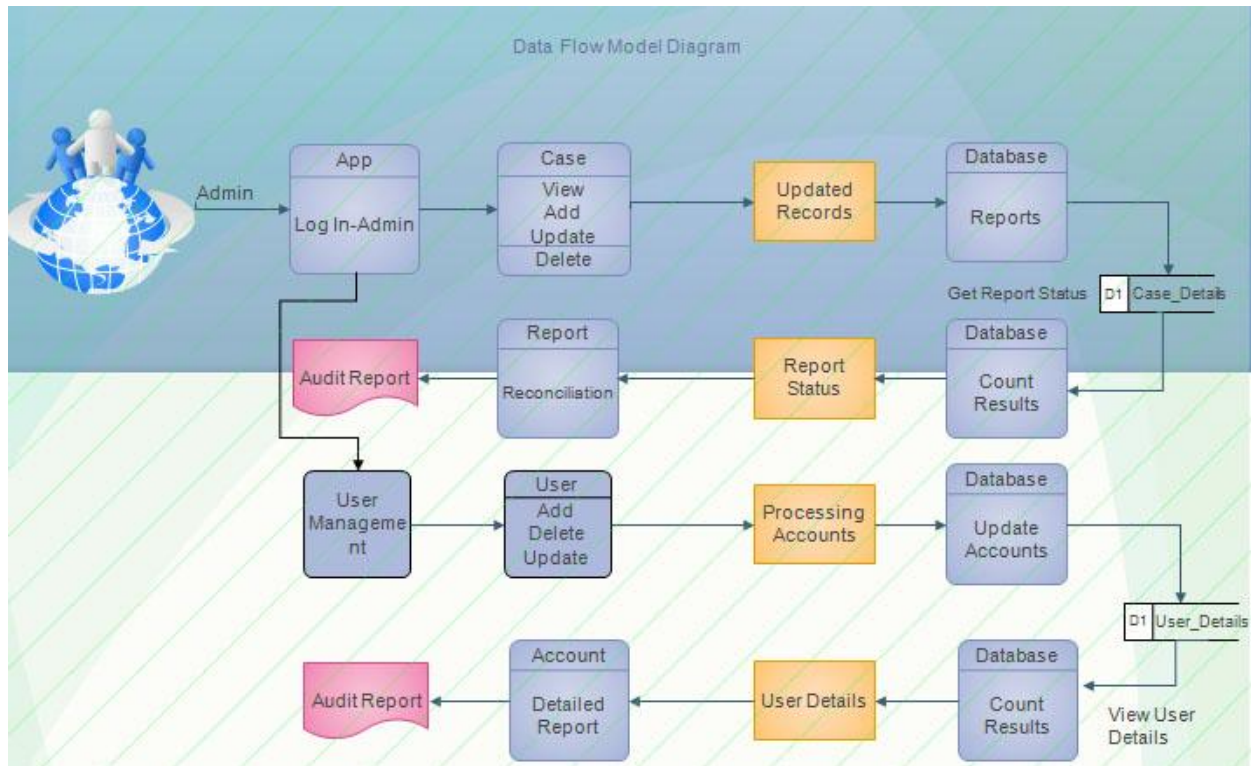 Data Flow Model Diagram
Admin
App
Log In-Admin
Case
View
Add
Update
Delete
Updated
Records
Database
Reports
Get Report Status
D1 Case_Details
Audit Report
Report
Reconciliation
Report
Status
Database
Count
Results
User
Manageme
nt
User
Add
Delete
Update
Processing
Accounts
Database
Update
Accounts
D1 User_Details
Audit Report
Account
Detailed
Report
User Details
Database
Count
Results
View User
Details